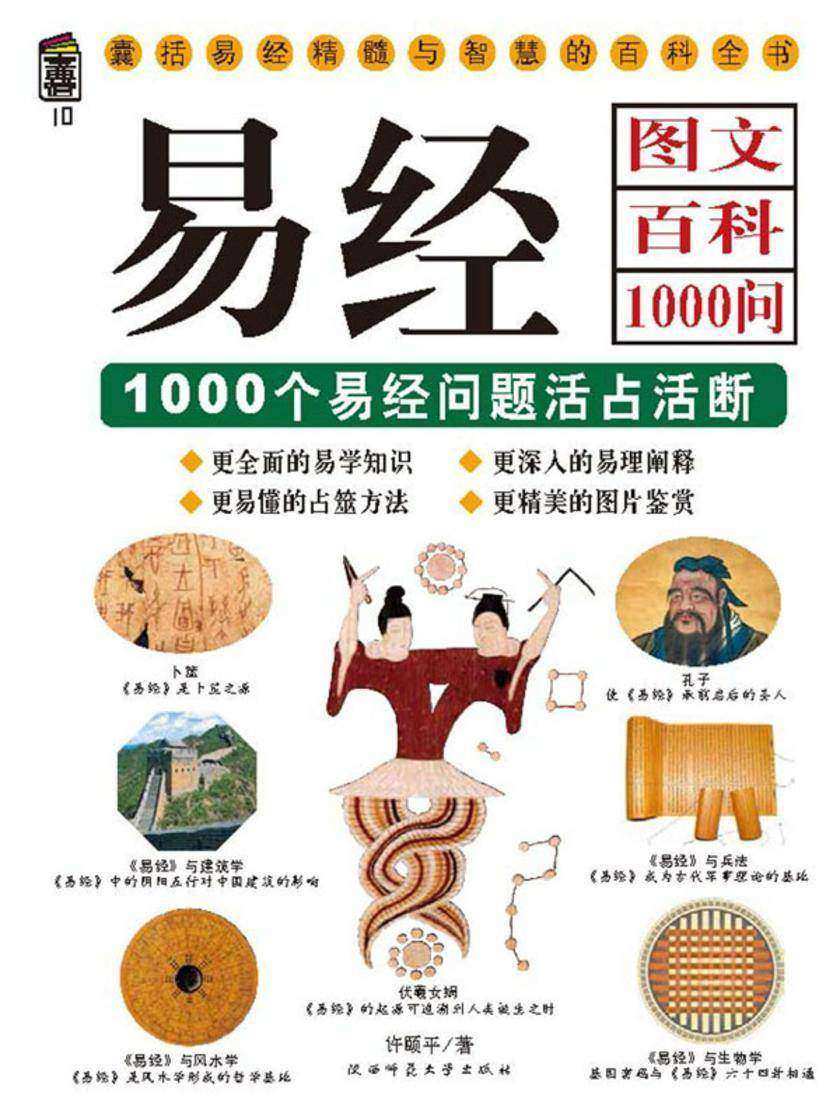 囊括易经精髓与智慧的百科全书
10
易经
图文
百科
1000问
1000个易经问题活占活断
更全面的易学知识
更深入的易理阐释
更易懂的占筮方法
更精美的图片鉴赏
卜筮
《易经》是卜筮之源
孔子
使《易经》承前启后的圣人
《易经》与建筑学
《易经》中的阴阳五行对中国建筑的影响
《易经》与兵法
《易经》成为古代军事理论的基础
伏羲女娲
《易经》的起源可追溯到人类诞生之时
《易经》与风水学
《易经》是风水学形成的哲学基础
《易经》与生物学
基因密码与《易经》六十四卦相通
许颐平/著
陕西师范大学出版社